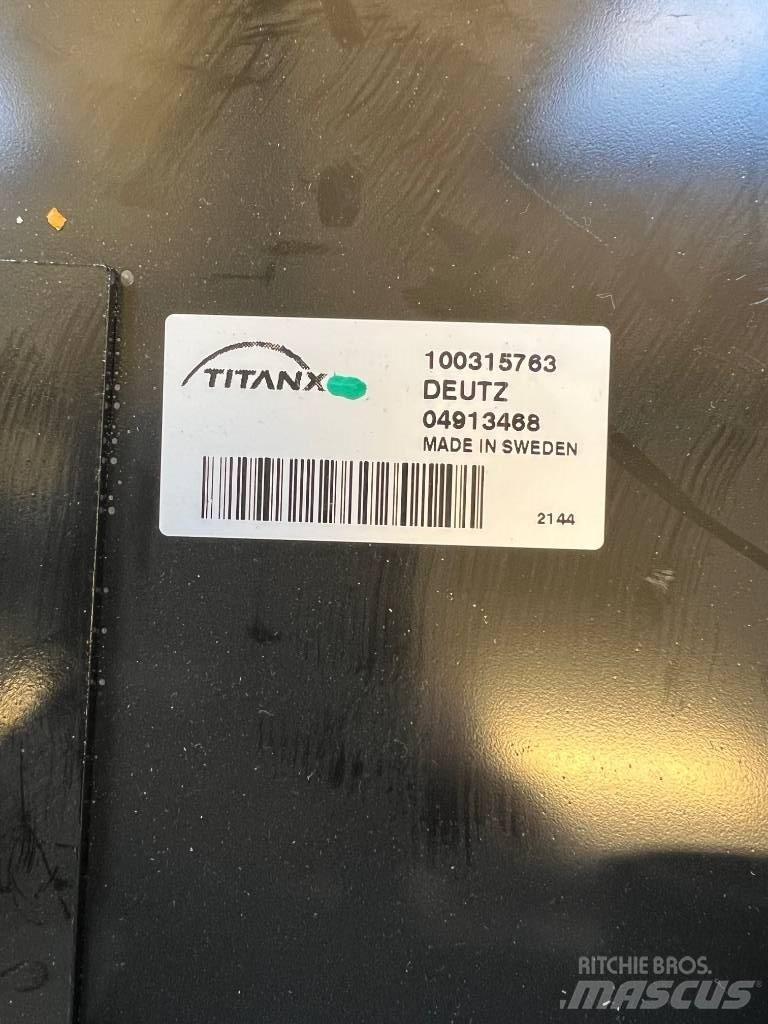 TITANX
100315763
DEUTZ
04913468
MADE IN SWEDEN
2144
RITCHIE BROS.
MASCUS